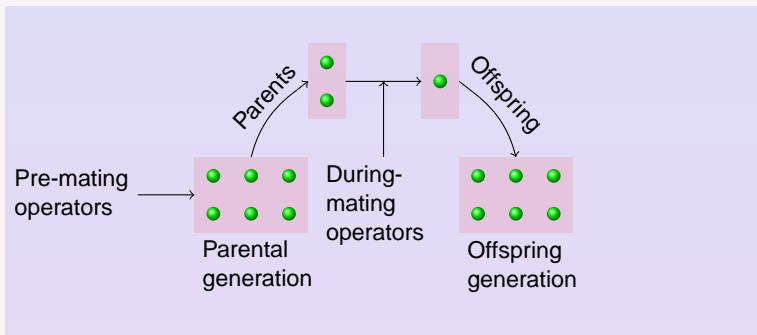 Parents
Offspring
Pre-mating
operators
During-
mating
operators
Parental
generation
Offspring
generation